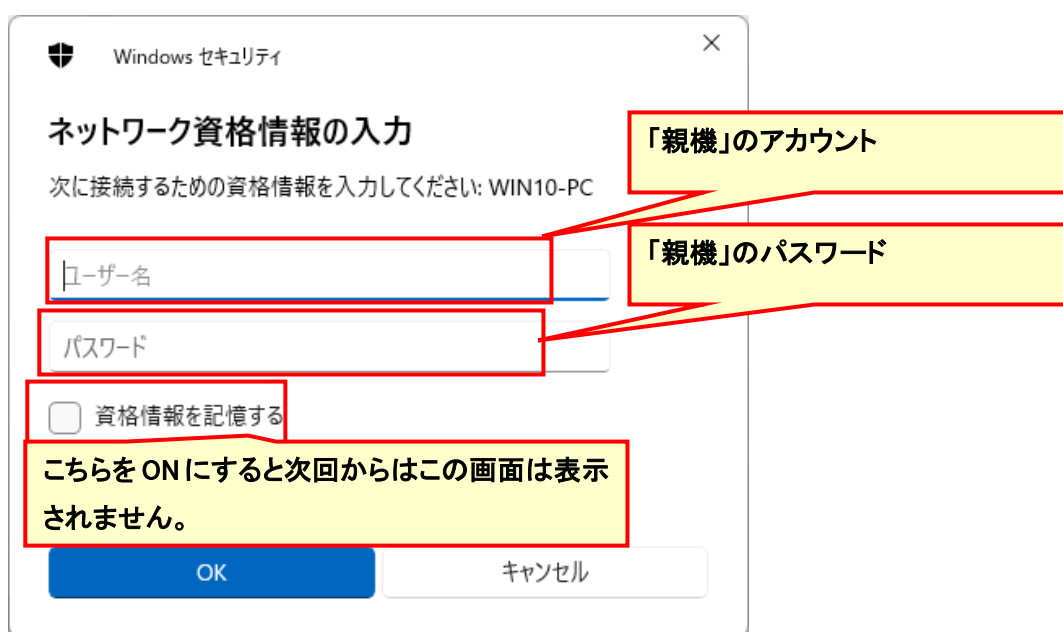 Windows セキュリティ
ネットワーク資格情報の入力
次に接続するための資格情報を入力してください: WIN10-PC
「親機」のアカウント
ユーザー名
「親機」のパスワード
パスワード
資格情報を記憶する
こちらを ON にすると次回からはこの画面は表示
されません。
OK
キャンセル